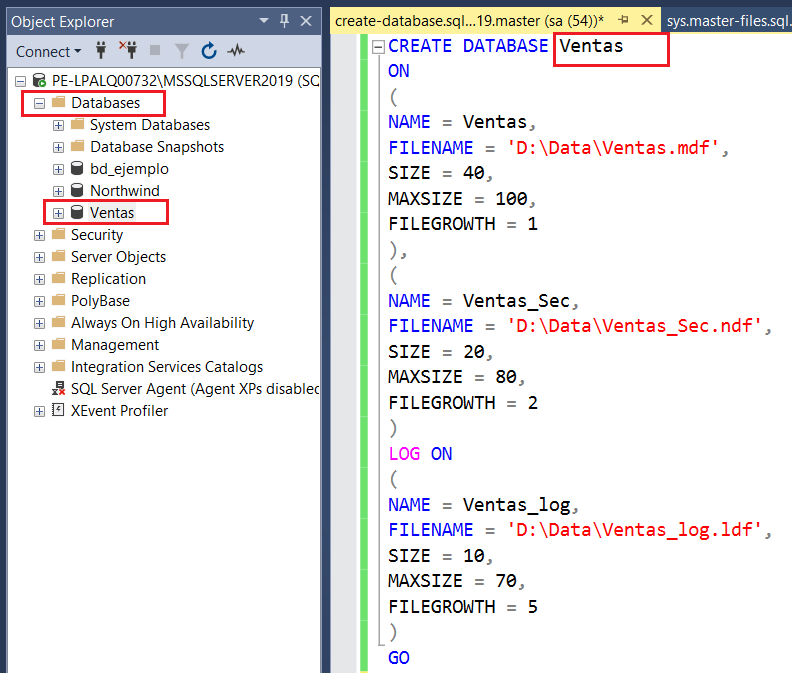 Object Explorer
Connect
PE-LPALQ00732\MSSQLSERVER2019 (SQ
Databases
System Databases
Database Snapshots
bd_ejemplo
Northwind
Ventas
Security
Server Objects
Replication
PolyBase
Always On High Availability
Management
Integration Services Catalogs
SQL Server Agent (Agent XPs disabled
XEvent Profiler
create-database.sql...19.master (sa (54))*
sys.master-files.sql.
CREATE DATABASE Ventas
ON
(
NAME = Ventas,
FILENAME = 'D:\Data\Ventas.mdf',
SIZE = 40,
MAXSIZE = 100,
FILEGROWTH = 1
),
(
NAME = Ventas_Sec,
FILENAME = 'D:\Data\Ventas_Sec.ndf',
SIZE = 20,
MAXSIZE = 80,
FILEGROWTH = 2
)
LOG ON
(
NAME = Ventas_log,
FILENAME = 'D:\Data\Ventas_log.ldf',
SIZE = 10,
MAXSIZE = 70,
FILEGROWTH = 5
)
GO